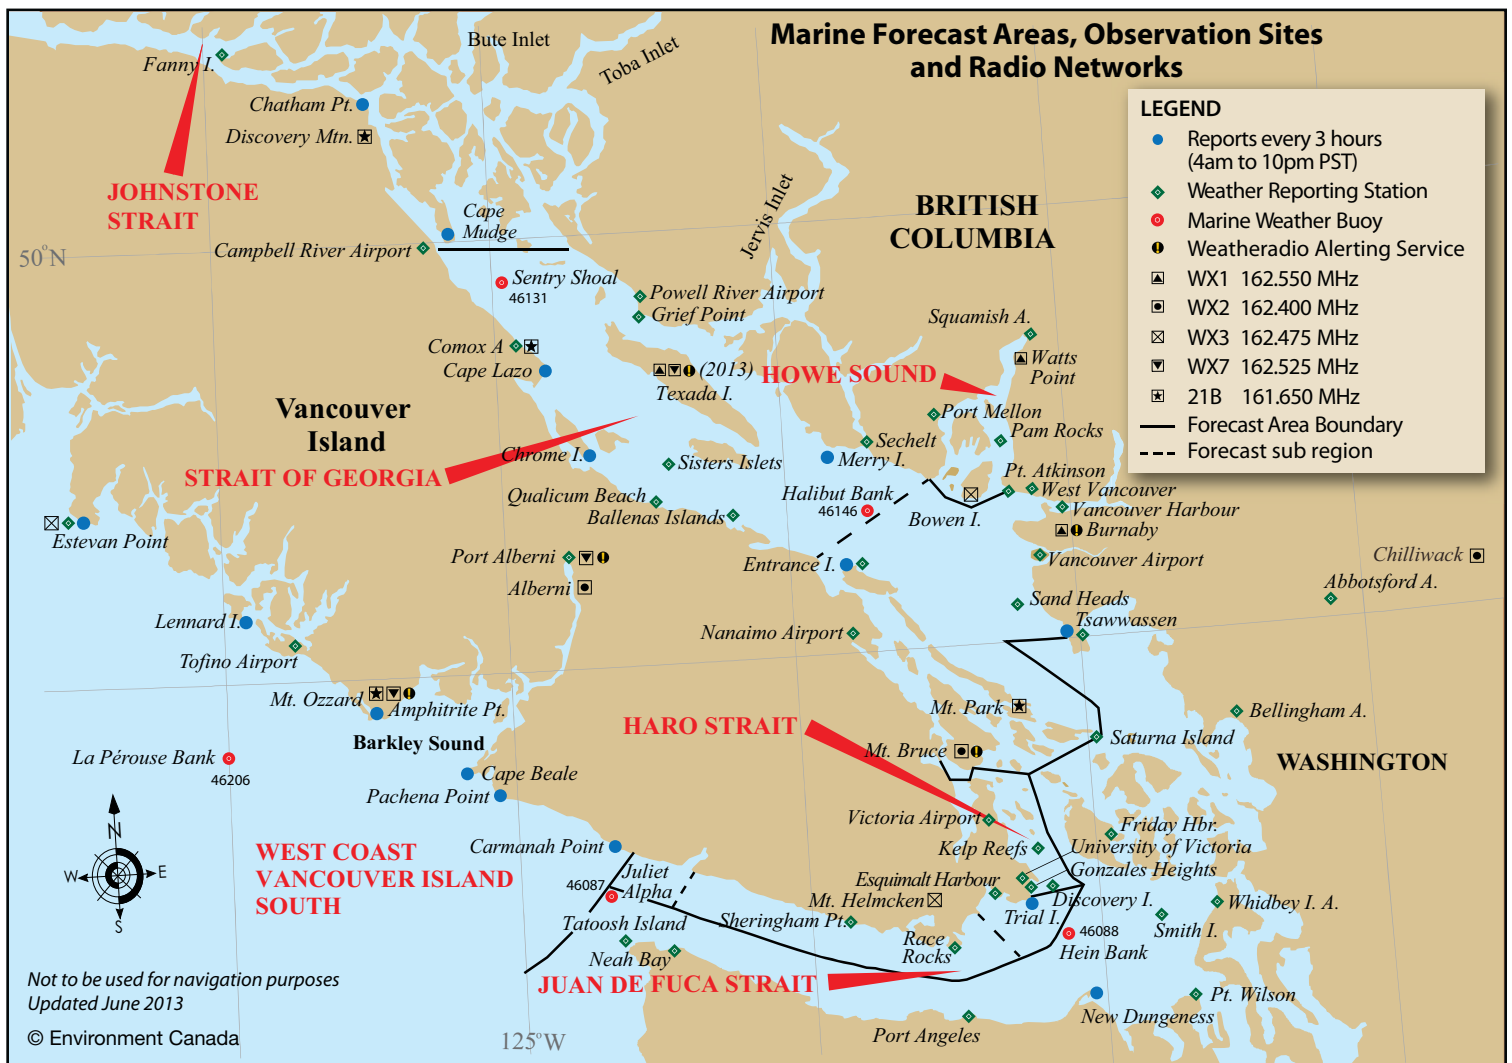 Marine Forecast Areas, Observation Sites
and Radio Networks
Bute Inlet
Toba Inlet
Jervis Inlet
Fanny I.
Chatham Pt.
Discovery Mtn.
JOHNSTONE
STRAIT
Cape
Mudge
Campbell River Airport
50°N
Sentry Shoal
46131
Powell River Airport
Grief Point
BRITISH
COLUMBIA
LEGEND
Reports every 3 hours
(4am to 10pm PST)
Weather Reporting Station
Marine Weather Buoy
Weatheradio Alerting Service
WX1 162.550 MHz
WX2 162.400 MHz
WX3 162.475 MHz
WX7 162.525 MHz
21B 161.650 MHz
Forecast Area Boundary
Forecast sub region
Squamish A.
Watts
Point
Comox A
Cape Lazo
(2013)
Texada I.
HOWE SOUND
Port Mellon
Pam Rocks
Vancouver
Island
STRAIT OF GEORGIA
Chrome I.
Sisters Islets
Sechelt
Merry I.
Pt. Atkinson
West Vancouver
Vancouver Harbour
Halibut Bank
46146
Bowen I.
Burnaby
Qualicum Beach
Ballenas Islands
Estevan Point
Port Alberni
Alberni
Entrance I.
Vancouver Airport
Chilliwack
Abbotsford A.
Sand Heads
Tsawwassen
Lennard I.
Tofino Airport
Nanaimo Airport
Mt. Ozzard
Amphitrite Pt.
Barkley Sound
HARO STRAIT
Mt. Park
Mt. Bruce
Bellingham A.
Saturna Island
WASHINGTON
La Pérouse Bank
46206
Cape Beale
Pachena Point
Carmanah Point
Victoria Airport
Kelp Reefs
Friday Hbr.
University of Victoria
Gonzales Heights
N
W
E
S
WEST COAST
VANCOUVER ISLAND
SOUTH
46087
Juliet
Alpha
Tatoosh Island
Neah Bay
Sheringham Pt.
Mt. Helmcken
Esquimalt Harbour
Discovery I.
Trial I.
Whidbey I. A.
Smith I.
46088
Hein Bank
Race
Rocks
JUAN DE FUCA STRAIT
New Dungeness
Pt. Wilson
Port Angeles
125°W
Not to be used for navigation purposes
Updated June 2013
© Environment Canada